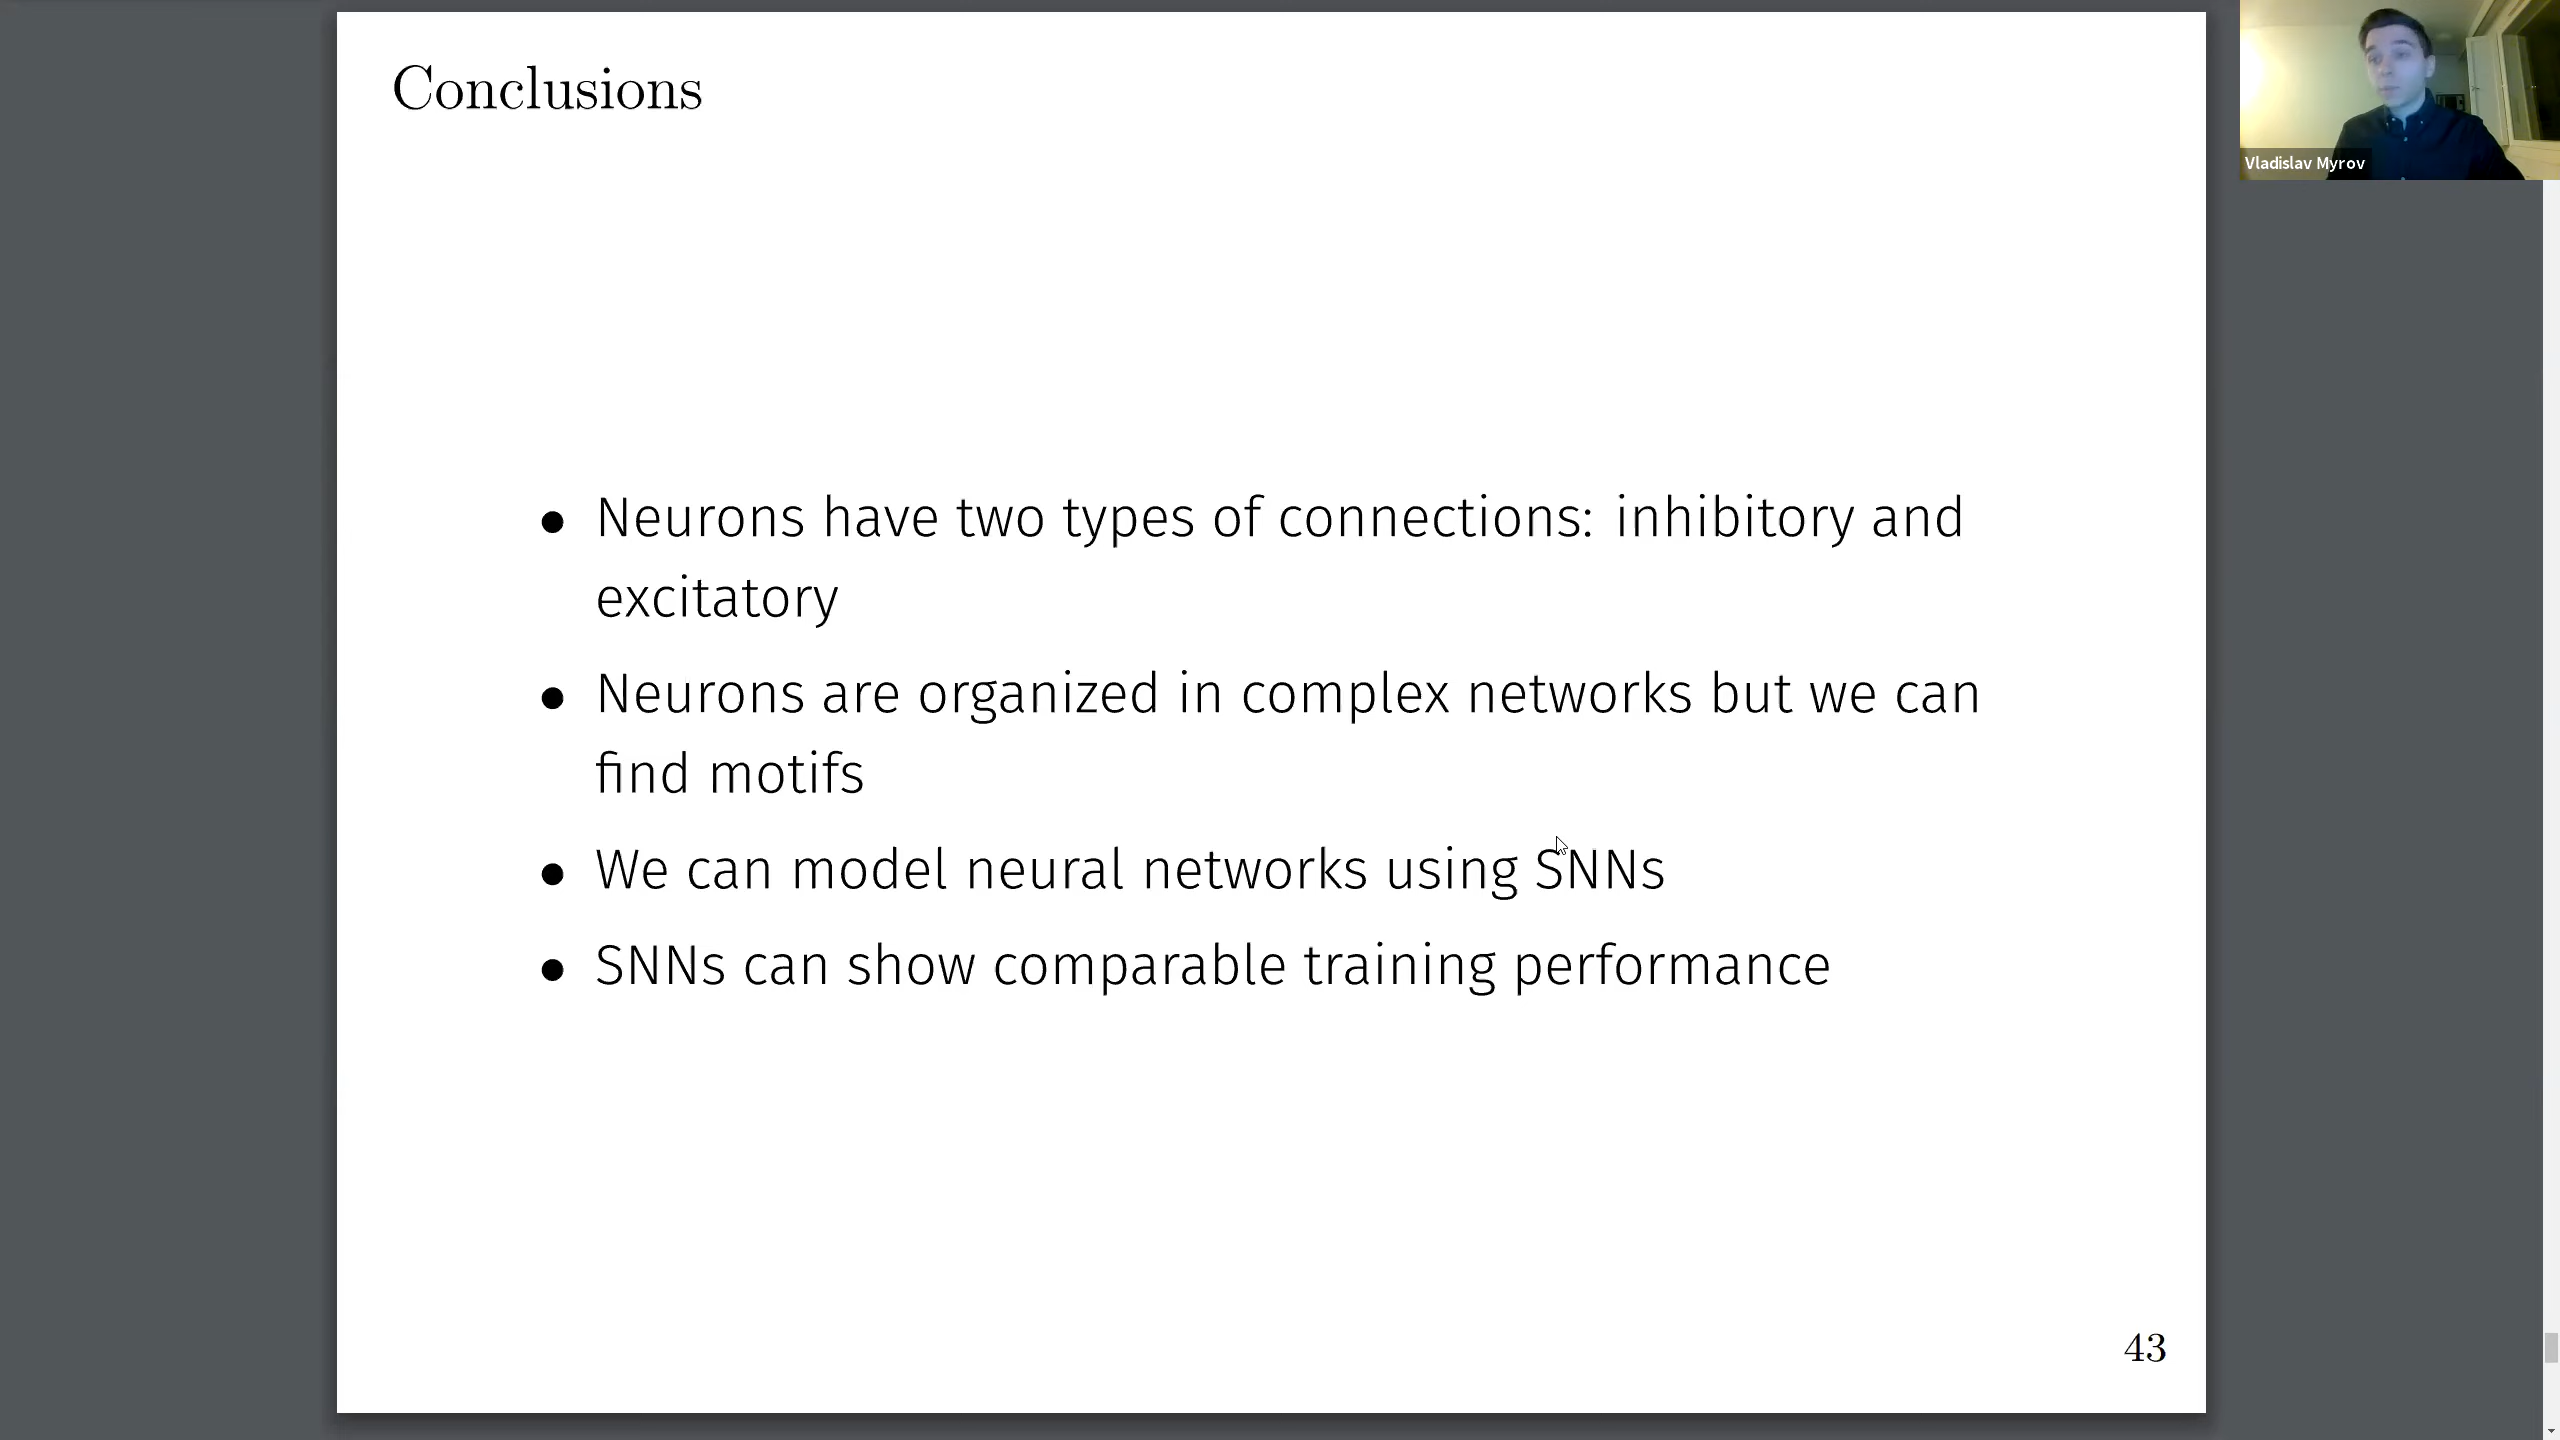 Conclusions
Vladislav Myrov
● Neurons have two types of connections: inhibitory and
excitatory
● Neurons are organized in complex networks but we can
find motifs
● We can model neural networks using SNNs
● SNNs can show comparable training performance
43